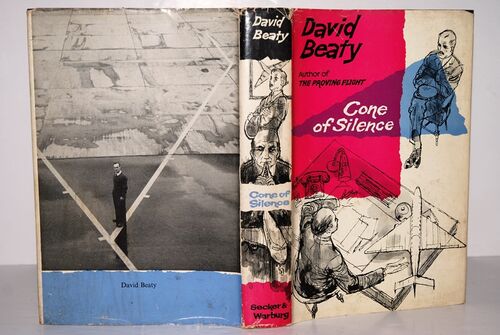 David Beaty
David
Beaty
Cone of
Silence
Secker &
Warburg
David
Beaty
Author of
THE PROVING FLIGHT
Cone
of Silence